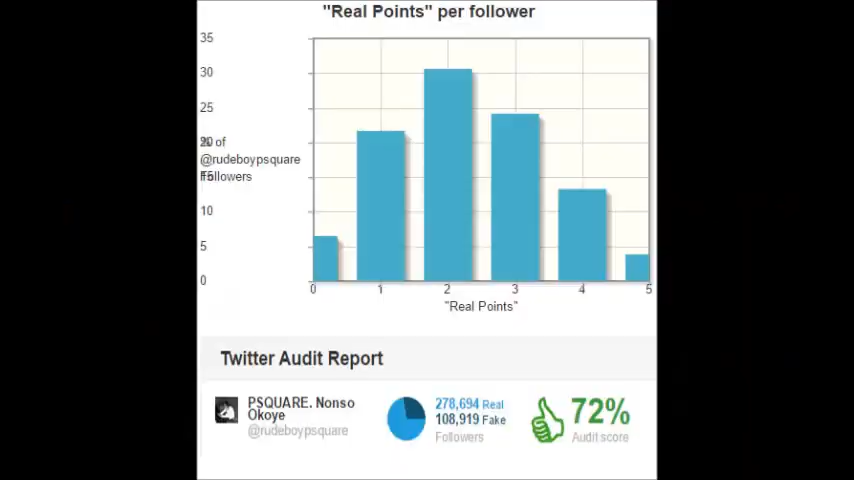 "Real Points" per follower
35
30
25
20
% of
@rudeboypsquare
15
Followers
10
5
0
0 1 2 3 4 5
"Real Points"
Twitter Audit Report
PSQUARE. Nonso
Okoye
@rudeboypsquare
278,694 Real
108,919 Fake
Followers
72%
Audit score